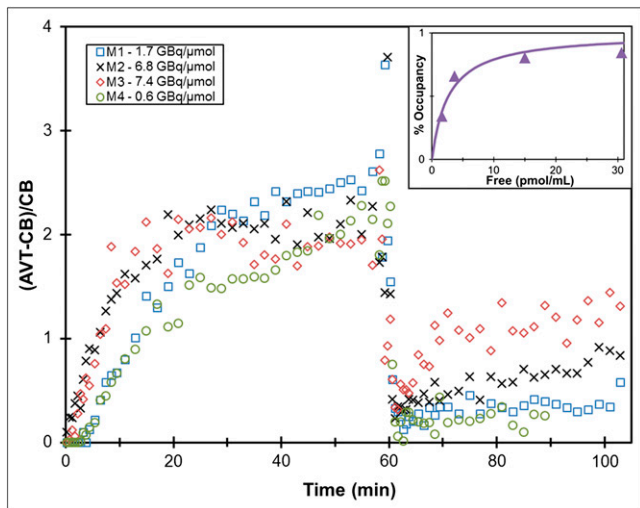 4
3
2
1
0
(AVT-CB)/CB
M1 - 1.7 GBq/µmol
M2 - 6.8 GBq/µmol
M3 - 7.4 GBq/µmol
M4 - 0.6 GBq/µmol
1
0
% Occupancy
0 10 20 30
Free (pmol/mL)
0 20 40 60 80 100
Time (min)